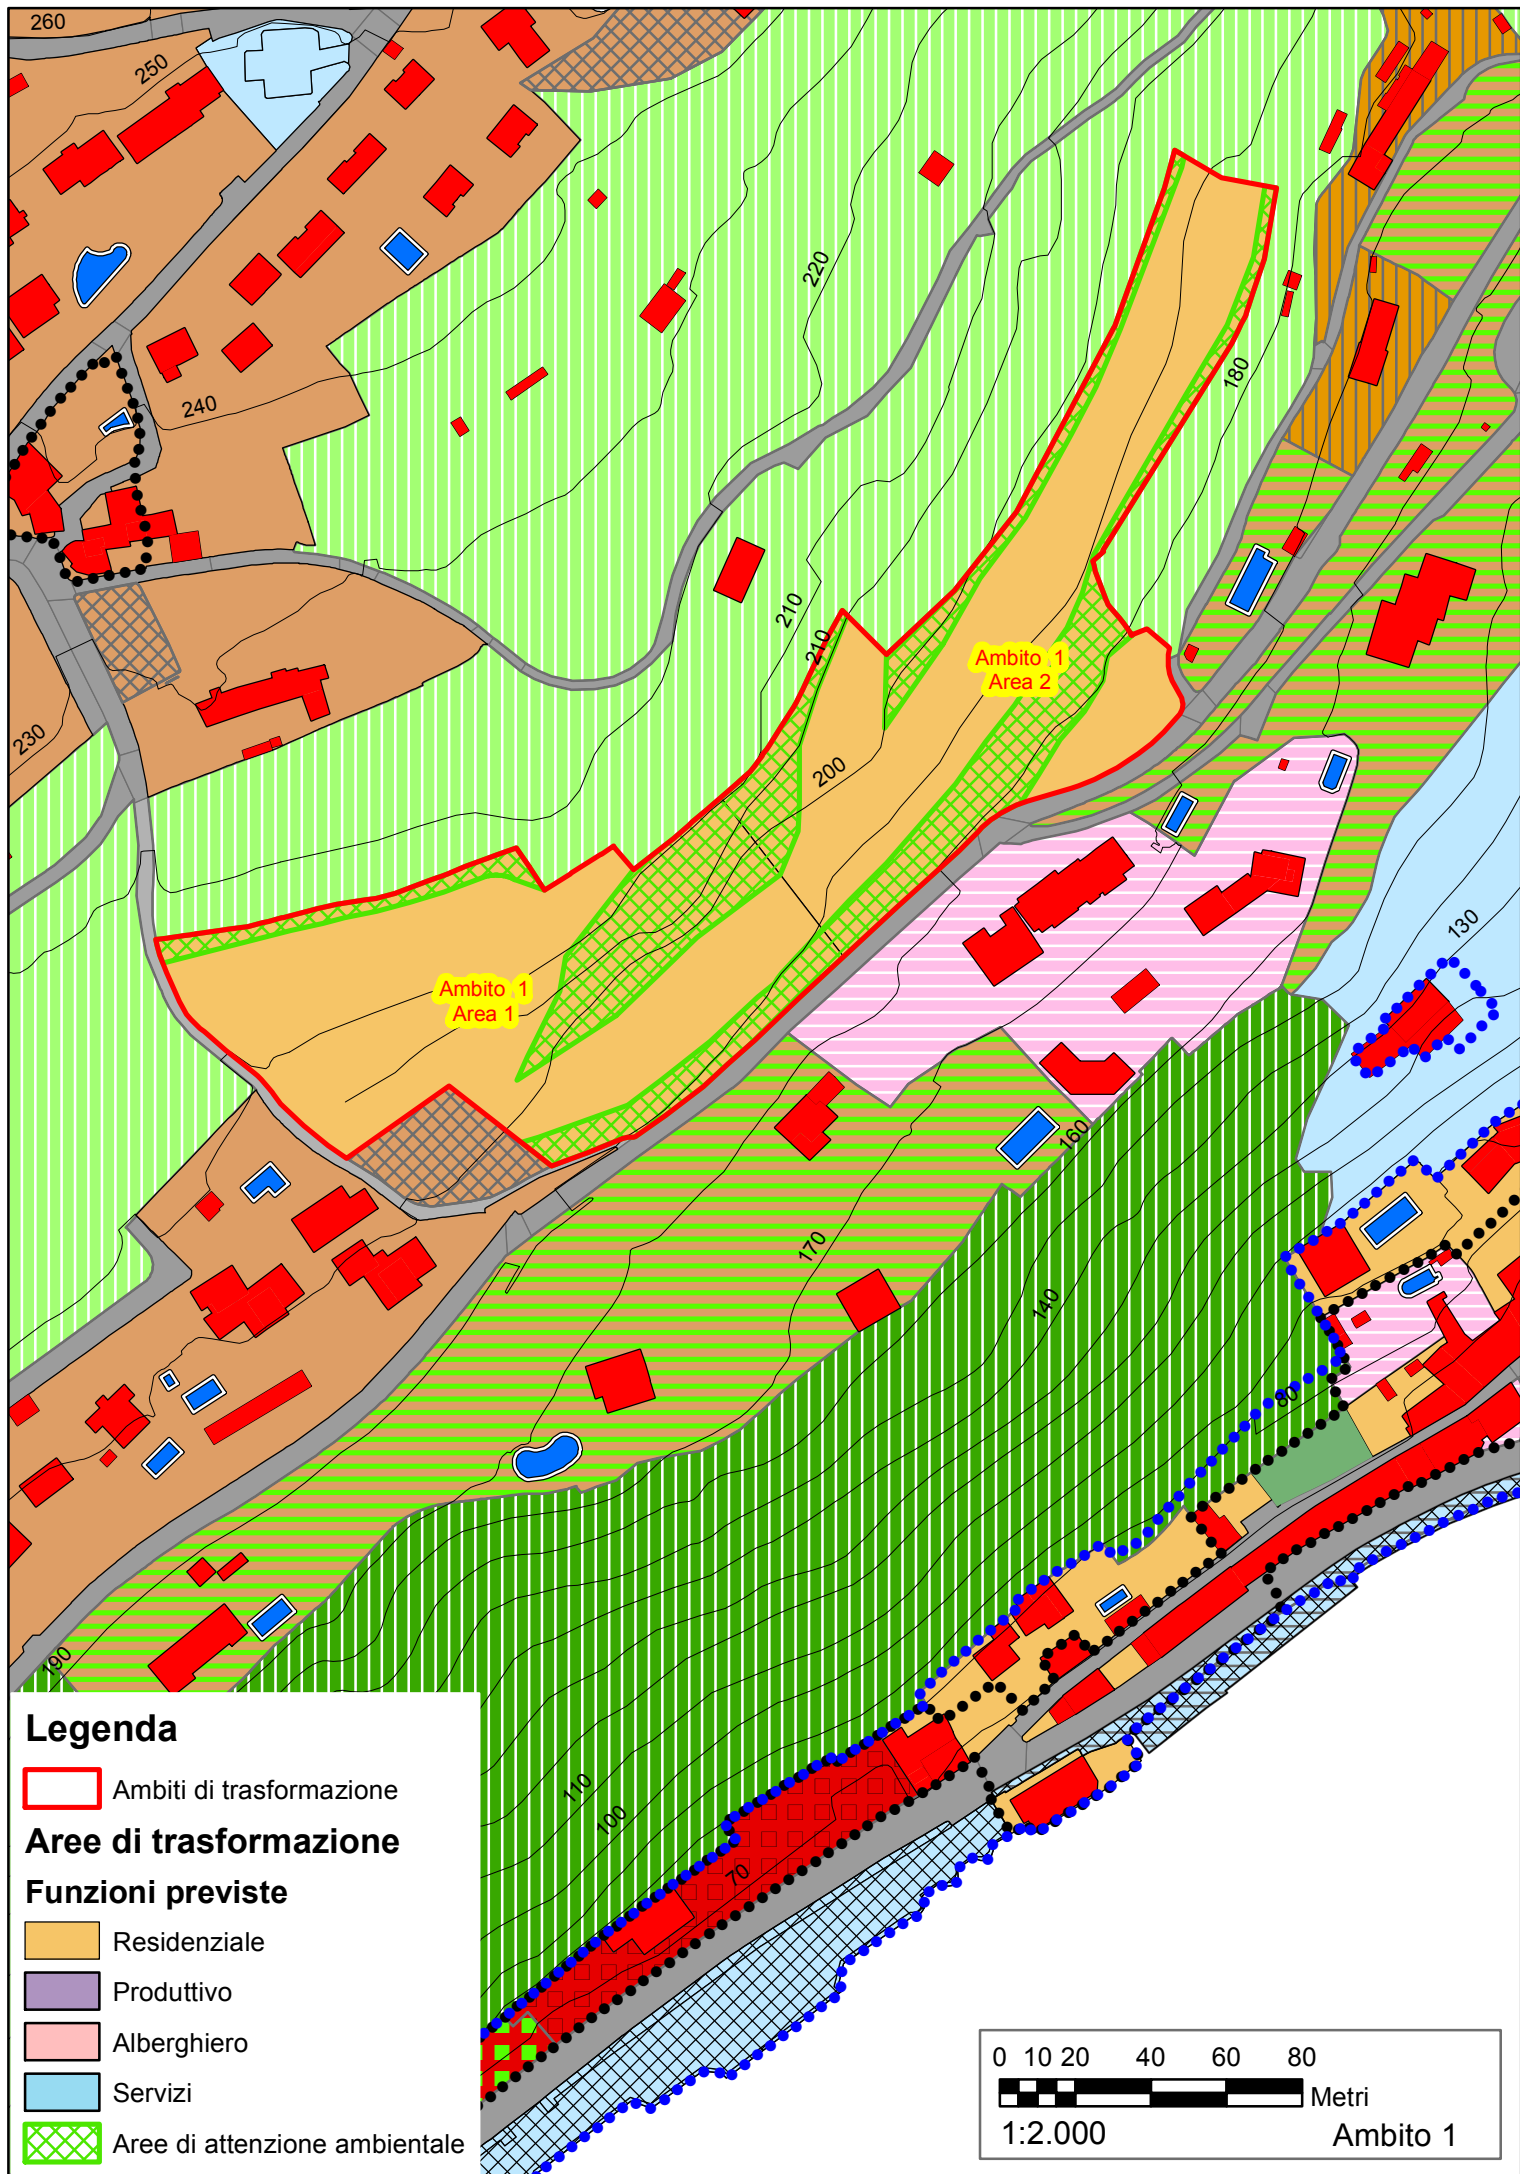 260
250
220
240
180
210
210
Ambito 1
Area 2
230
200
130
Ambito 1
Area 1
160
170
140
80
190
110
100
70
Legenda
Ambiti di trasformazione
Aree di trasformazione
Funzioni previste
Residenziale
Produttivo
Alberghiero
Servizi
Aree di attenzione ambientale
0 10 20 40 60 80
Metri
1:2.000 Ambito 1